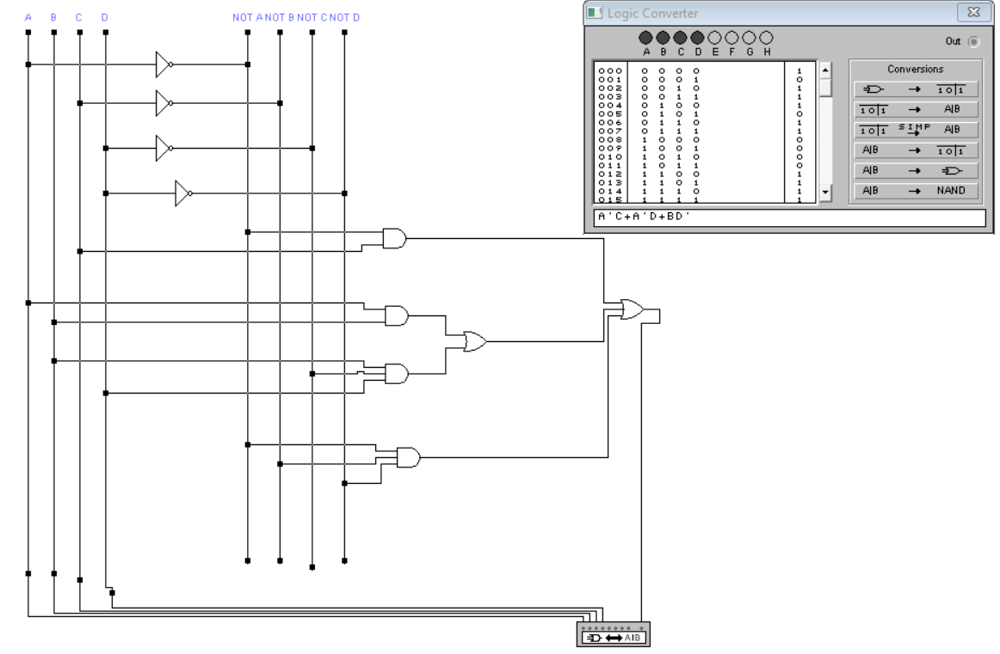 A B C D NOT A NOT B NOT C NOT D
Logic Converter
A B C D E F G H
Out
000 0 0 0 0 1
001 0 0 0 1 0
002 0 0 1 0 1
003 0 0 1 1 1
004 0 1 0 0 1
005 0 1 0 1 0
006 0 1 1 0 1
007 0 1 1 1 1
008 1 0 0 0 0
009 1 0 0 1 0
010 1 0 1 0 0
011 1 0 1 1 0
012 1 1 0 0 1
013 1 1 0 1 1
014 1 1 1 0 1
015 1 1 1 1 1
Conversions
→ 1 0 1
1 0 1 → A|B
1 0 1 SIMP → A|B
A|B → 1 0 1
A|B →
A|B → NAND
A'C+A'D+BD'
A|B